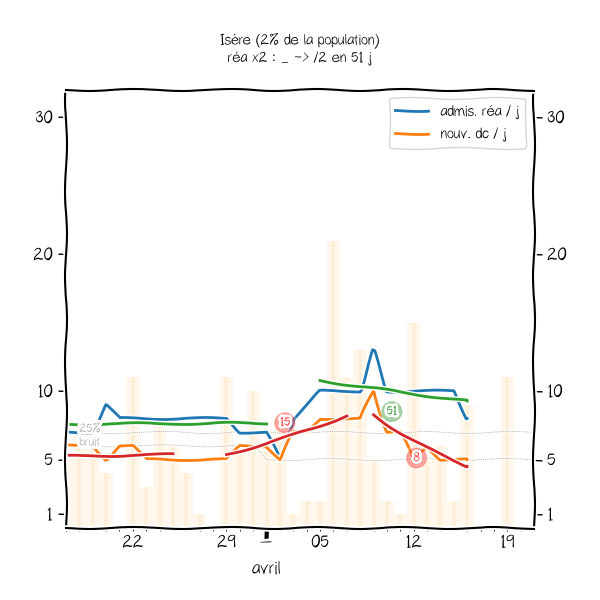 Isère (2% de la population)
réa x2 : _ -> /2 en 51 j
admis. réa / j
nouv. dc / j
30 30
20 20
10 10
5 5
1 1
25%
bruit
15
51
8
22 29 05 12 19
avril